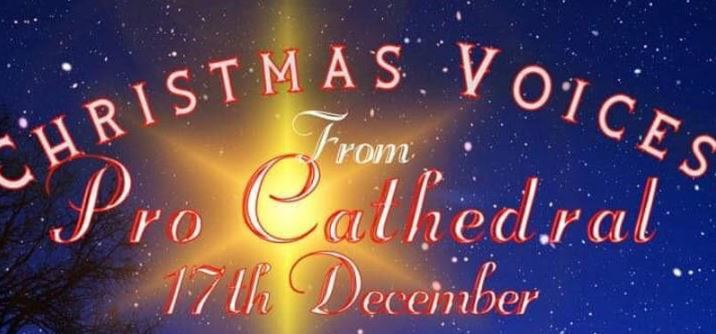 CHRISTMAS VOICES
From
Pro Cathedral
17th December